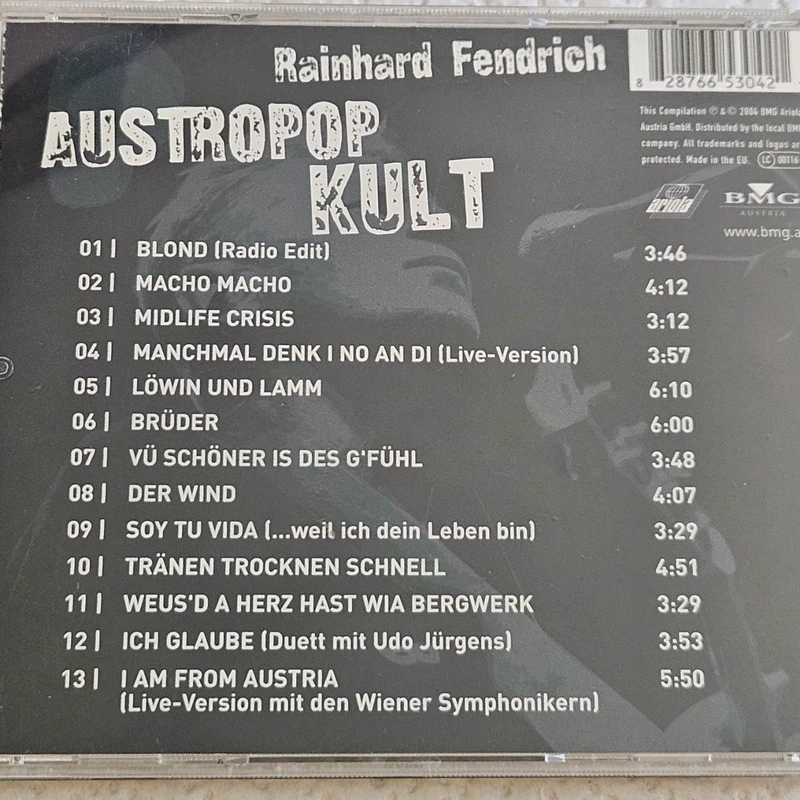 Rainhard Fendrich
AUSTROPOP
KULT
8 28766 53042
This Compilation ℗ & © 2004 BMG Ariola
Austria GmbH. Distributed by the local BMG
company. All trademarks and logos are
protected. Made in the EU. LC 00116
ariola
BMG
AUSTRIA
www.bmg.a
01 | BLOND (Radio Edit) 3:46
02 | MACHO MACHO 4:12
03 | MIDLIFE CRISIS 3:12
04 | MANCHMAL DENK I NO AN DI (Live-Version) 3:57
05 | LÖWIN UND LAMM 6:10
06 | BRÜDER 6:00
07 | VÜ SCHÖNER IS DES G'FÜHL 3:48
08 | DER WIND 4:07
09 | SOY TU VIDA (...weil ich dein Leben bin) 3:29
10 | TRÄNEN TROCKNEN SCHNELL 4:51
11 | WEUS'D A HERZ HAST WIA BERGWERK 3:29
12 | ICH GLAUBE (Duett mit Udo Jürgens) 3:53
13 | I AM FROM AUSTRIA 5:50
(Live-Version mit den Wiener Symphonikern)